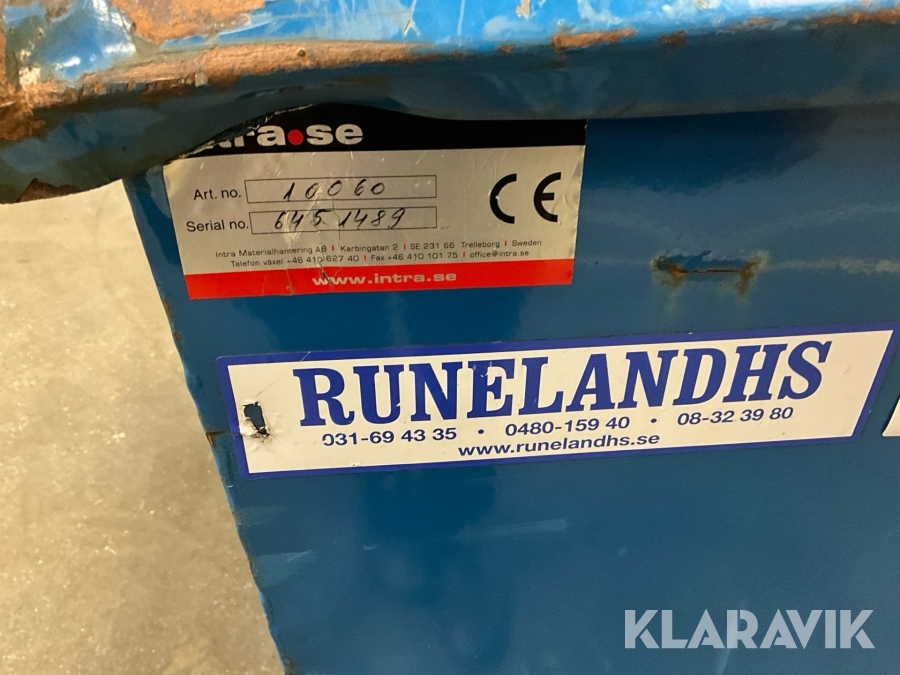 intra.se
Art. no. 10060
Serial no. 6451489
CE
Intra Materialhantering AB | Karbingatan 2 | SE 231 66 Trelleborg | Sweden
Telefon växel +46 410 627 40 | Fax +46 410 101 75 | office@intra.se
www.intra.se
RUNELANDHS
031-69 43 35 • 0480-159 40 • 08-32 39 80
www.runelandhs.se
KLARAVIK